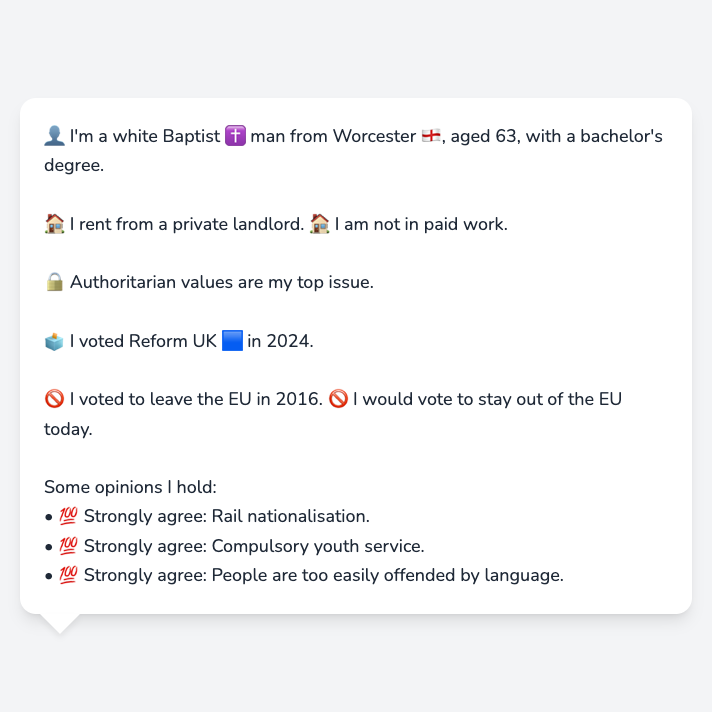 👤 I'm a white Baptist ✝️ man from Worcester 🏴󠁧󠁢󠁥󠁮󠁧󠁿, aged 63, with a bachelor's
degree.
🏠 I rent from a private landlord. 🏠 I am not in paid work.
🔒 Authoritarian values are my top issue.
🗳️ I voted Reform UK 🟦 in 2024.
🚫 I voted to leave the EU in 2016. 🚫 I would vote to stay out of the EU
today.
Some opinions I hold:
• 💯 Strongly agree: Rail nationalisation.
• 💯 Strongly agree: Compulsory youth service.
• 💯 Strongly agree: People are too easily offended by language.